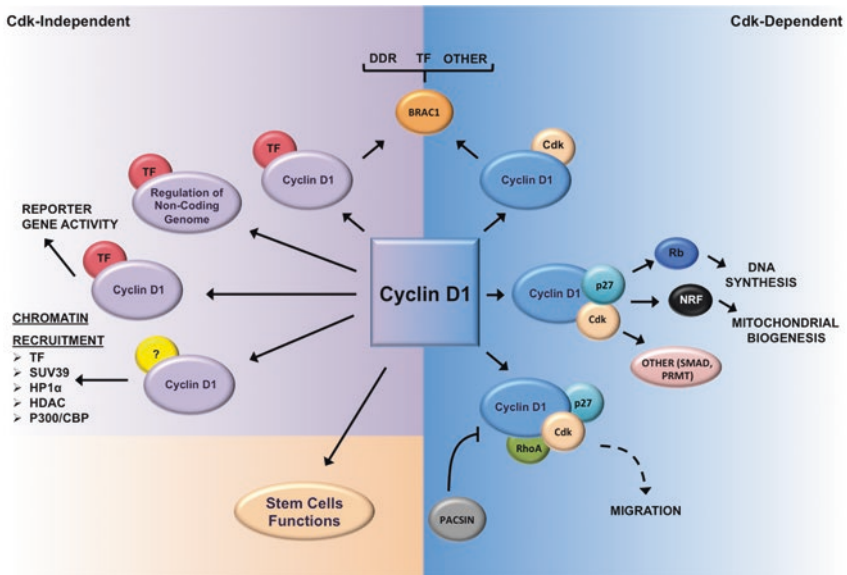 Cdk-Independent
Cdk-Dependent
DDR TF OTHER
BRAC1
TF
Cyclin D1
Cdk
Cyclin D1
TF
Regulation of
Non-Coding
Genome
REPORTER
GENE ACTIVITY
TF
Cyclin D1
Cyclin D1
Cyclin D1
p27
Cdk
Rb
DNA
SYNTHESIS
NRF
MITOCHONDRIAL
BIOGENESIS
OTHER (SMAD,
PRMT)
CHROMATIN
RECRUITMENT
➢ TF
➢ SUV39
➢ HP1α
➢ HDAC
➢ P300/CBP
?
Cyclin D1
Cyclin D1
p27
Cdk
RhoA
Stem Cells
Functions
PACSIN
MIGRATION